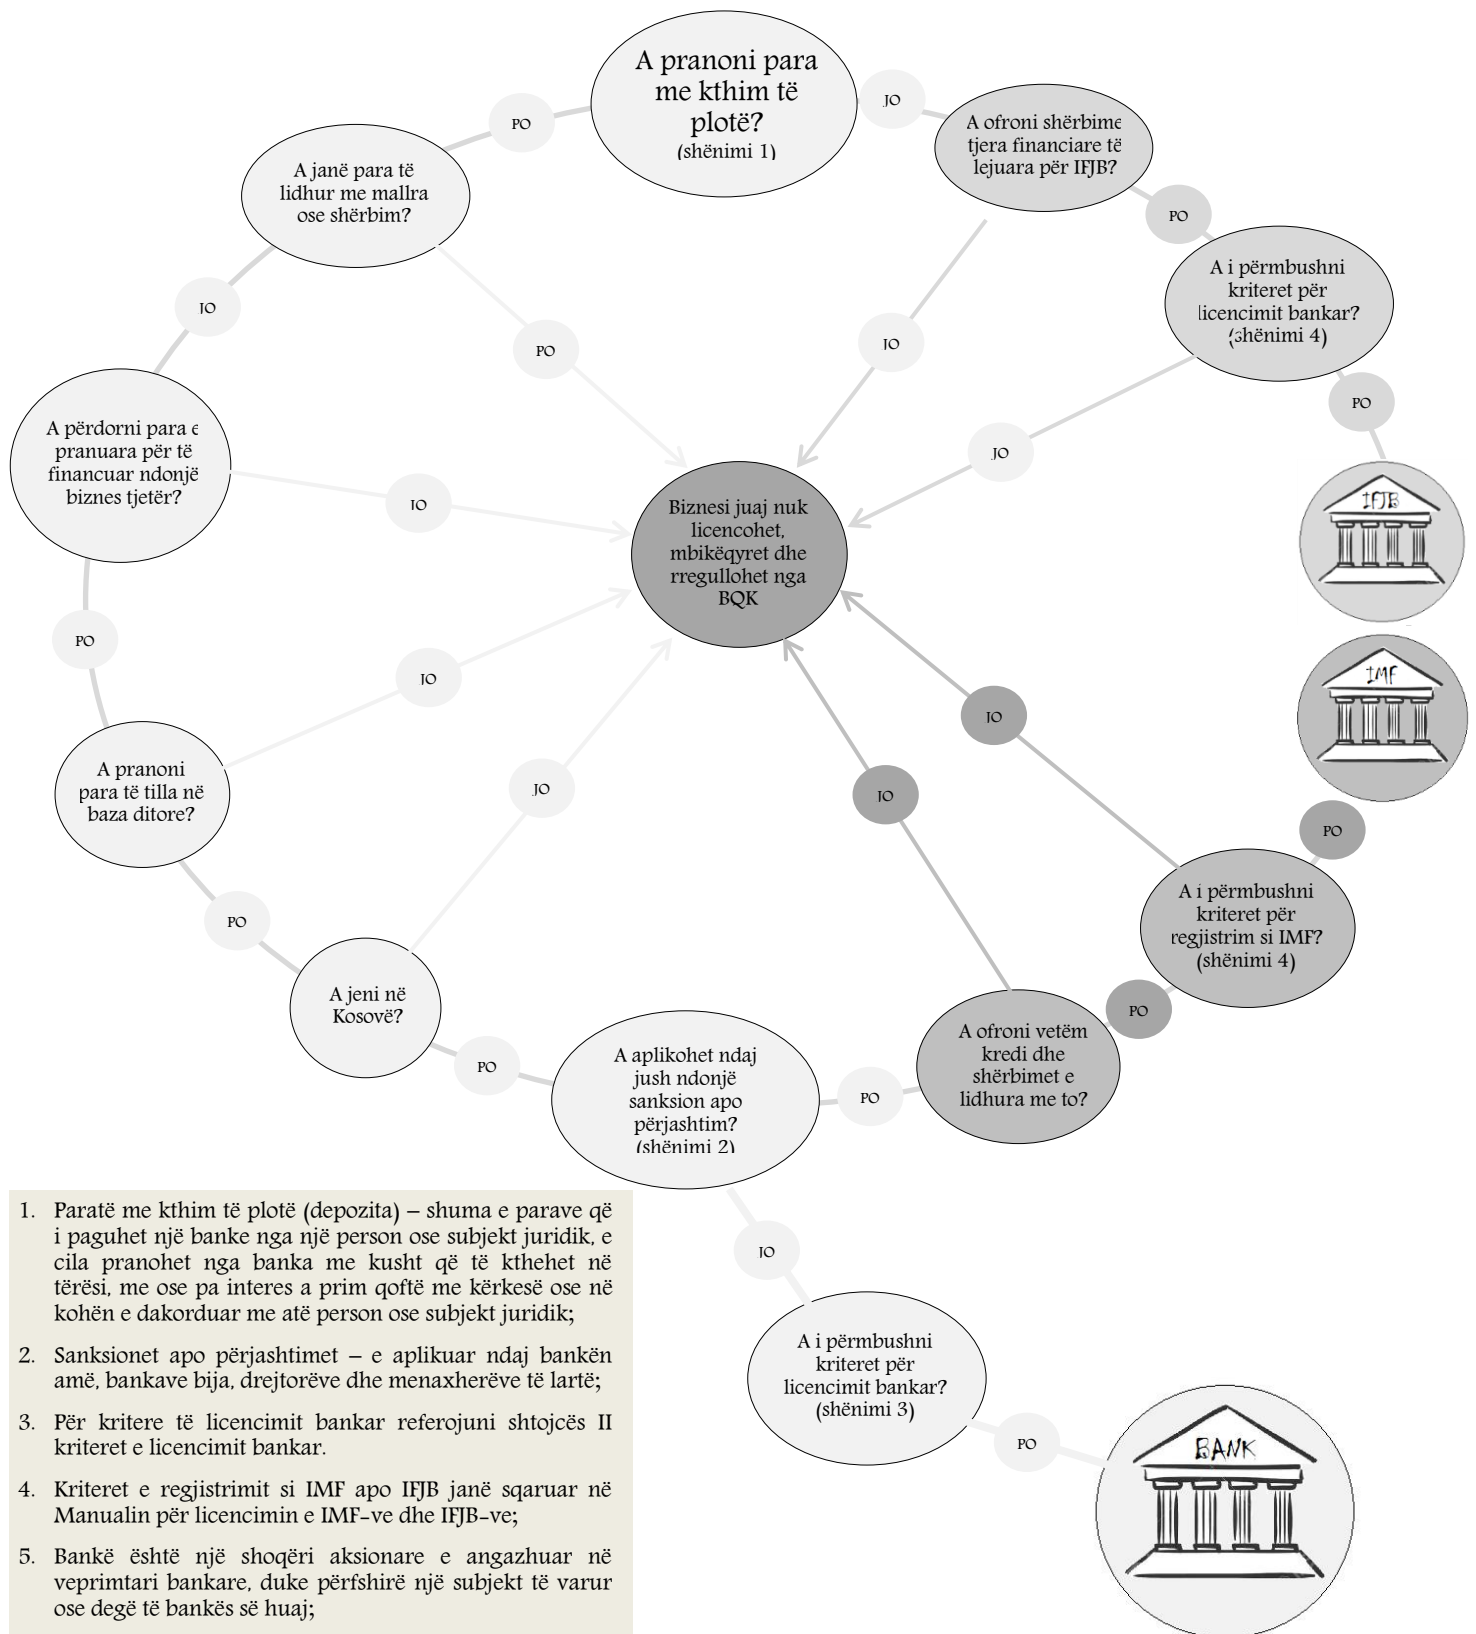 A pranoni para
me kthim të
plotë?
(shënimi 1)
JO
A ofroni shërbime
tjera financiare të
lejuara për IFJB?
PO
A i përmbushni
kriteret për
licencimit bankar?
(shënimi 4)
PO
IFJB
JO
JO
PO
A janë para të
lidhur me mallra
ose shërbim?
PO
JO
A përdorni para e
pranuara për të
financuar ndonjë
biznes tjetër?
JO
Biznesi juaj nuk
licencohet,
mbikëqyret dhe
rregullohet nga
BQK
PO
A pranoni
para të tilla në
baza ditore?
JO
PO
A jeni në
Kosovë?
JO
PO
A aplikohet ndaj
jush ndonjë
sanksion apo
përjashtim?
(shënimi 2)
PO
A ofroni vetëm
kredi dhe
shërbimet e
lidhura me to?
JO
PO
A i përmbushni
kriteret për
regjistrim si IMF?
(shënimi 4)
JO
PO
IMF
JO
A i përmbushni
kriteret për
licencimit bankar?
(shënimi 3)
PO
BANK
1. Paratë me kthim të plotë (depozita) – shuma e parave që
i paguhet një banke nga një person ose subjekt juridik, e
cila pranohet nga banka me kusht që të kthehet në
tërësi, me ose pa interes a prim qoftë me kërkesë ose në
kohën e dakorduar me atë person ose subjekt juridik;
2. Sanksionet apo përjashtimet – e aplikuar ndaj bankën
amë, bankave bija, drejtorëve dhe menaxherëve të lartë;
3. Për kritere të licencimit bankar referojuni shtojcës II
kriteret e licencimit bankar.
4. Kriteret e regjistrimit si IMF apo IFJB janë sqaruar në
Manualin për licencimin e IMF-ve dhe IFJB-ve;
5. Bankë është një shoqëri aksionare e angazhuar në
veprimtari bankare, duke përfshirë një subjekt të varur
ose degë të bankës së huaj;